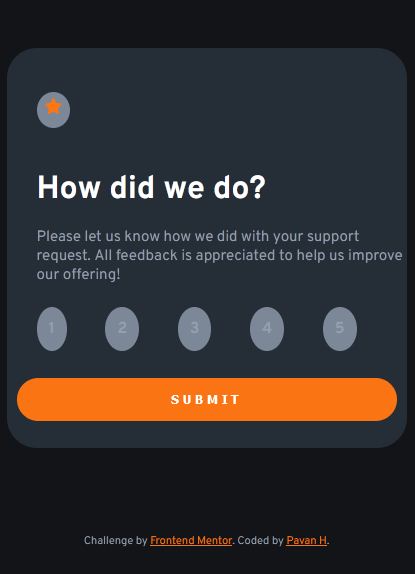 How did we do?
Please let us know how we did with your support
request. All feedback is appreciated to help us improve
our offering!
1 2 3 4 5
SUBMIT
Challenge by Frontend Mentor. Coded by Pavan H.